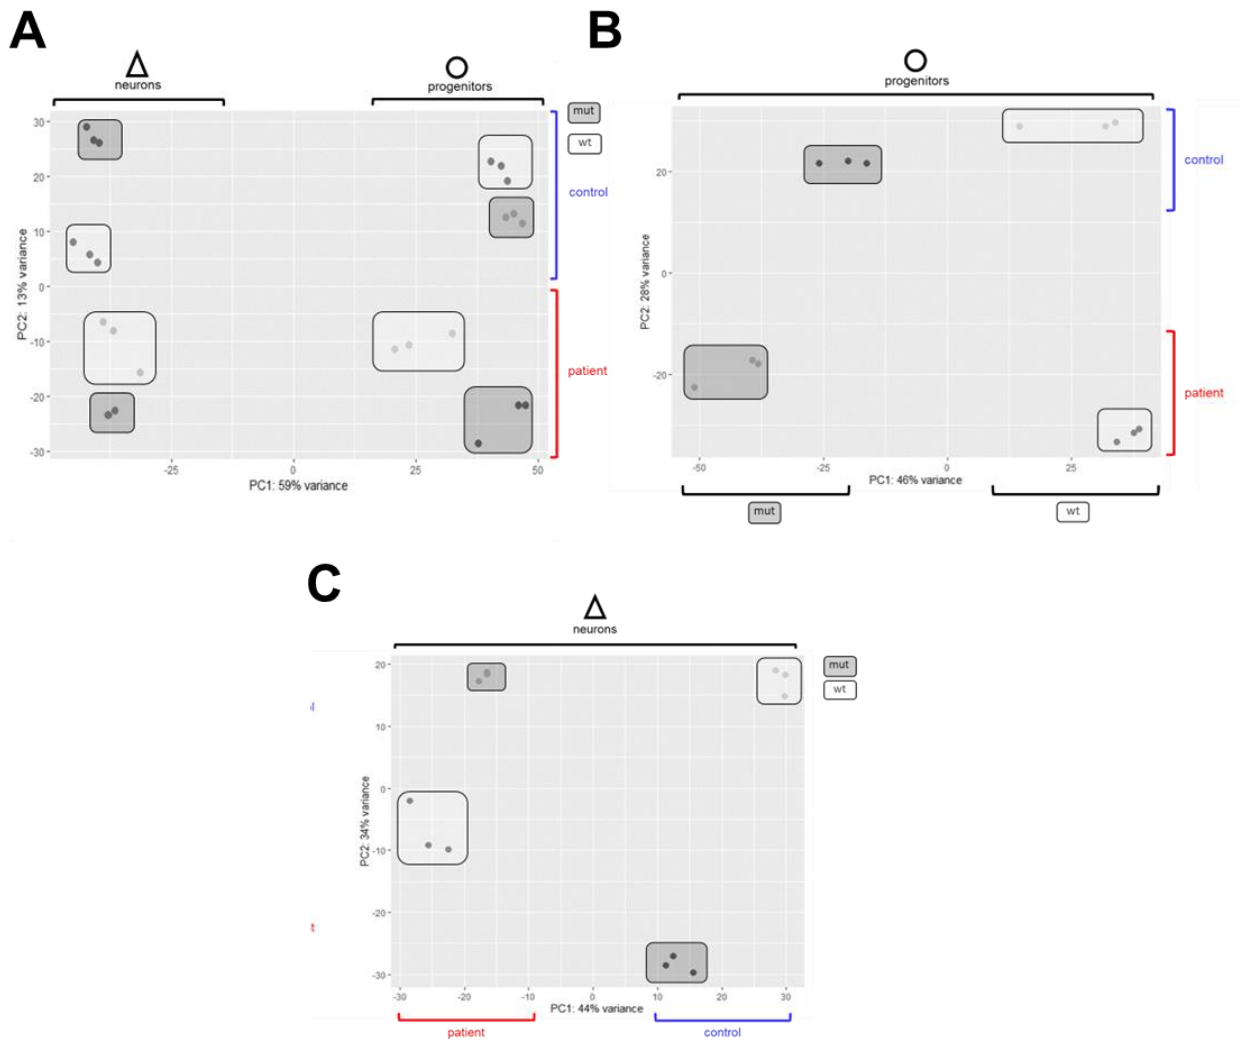 A
B
neurons
progenitors
mut
wt
control
patient
30
20
10
0
-10
-20
-30
-25
0
25
50
PC1: 59% variance
PC2: 13% variance
progenitors
control
patient
20
0
-20
-50
-25
0
25
PC1: 46% variance
PC2: 28% variance
mut
wt
C
neurons
mut
wt
l
t
20
10
0
-10
-20
-30
-30
-20
-10
0
10
20
30
PC1: 44% variance
PC2: 34% variance
patient
control